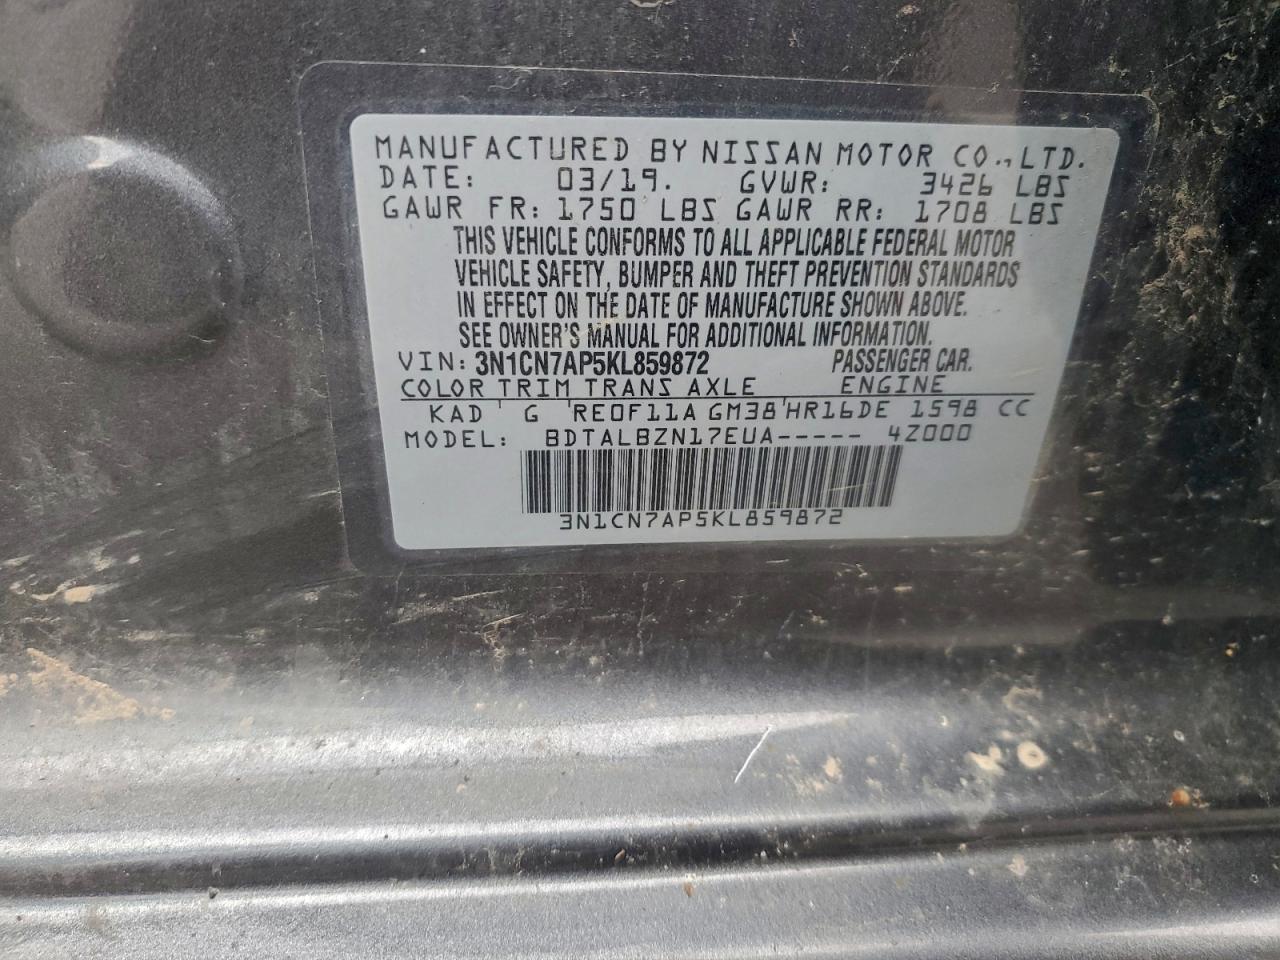 MANUFACTURED BY NISSAN MOTOR CO., LTD.
DATE: 03/19. GVWR: 3426 LBS
GAWR FR: 1750 LBS GAWR RR: 1708 LBS
THIS VEHICLE CONFORMS TO ALL APPLICABLE FEDERAL MOTOR
VEHICLE SAFETY, BUMPER AND THEFT PREVENTION STANDARDS
IN EFFECT ON THE DATE OF MANUFACTURE SHOWN ABOVE.
SEE OWNER'S MANUAL FOR ADDITIONAL INFORMATION.
VIN: 3N1CN7AP5KL859872 PASSENGER CAR.
COLOR TRIM TRANS AXLE ENGINE
KAD G RE0F11A GM38 HR16DE 1598 CC
MODEL: BDTALBZN17EUA----- 4Z000
3N1CN7AP5KL859872